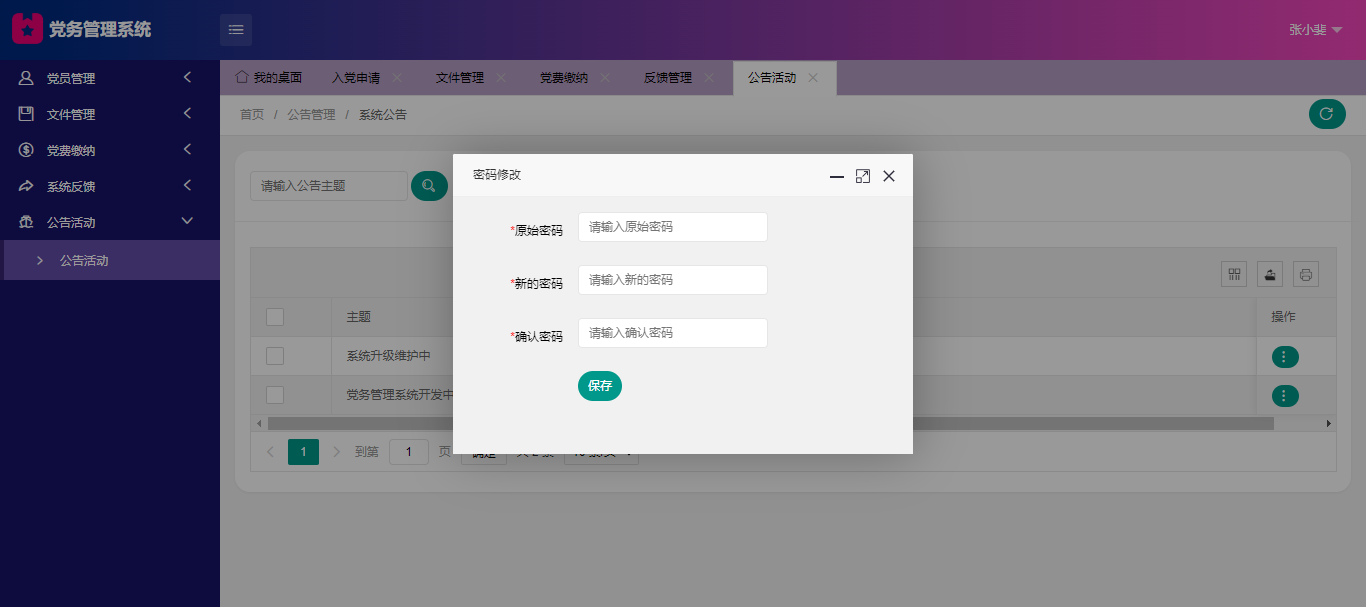 党务管理系统
张小斐
党员管理
文件管理
党费缴纳
系统反馈
公告活动
公告活动
我的桌面 入党申请 文件管理 党费缴纳 反馈管理 公告活动
首页 / 公告管理 / 系统公告
请输入公告主题
密码修改
*原始密码 请输入原始密码
*新的密码 请输入新的密码
*确认密码 请输入确认密码
保存
主题 操作
系统升级维护中
党务管理系统开发中
1 到第 1 页